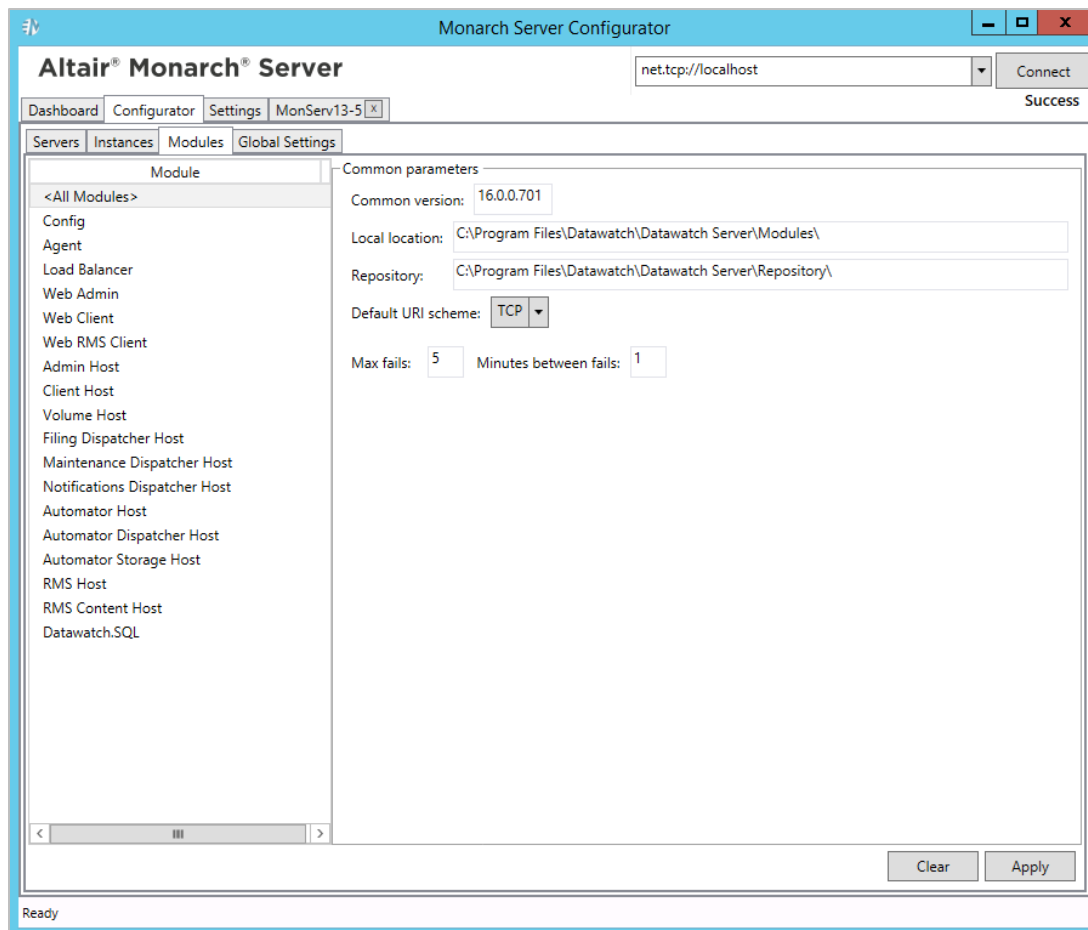 Monarch Server Configurator
Altair® Monarch® Server
net.tcp://localhost
Connect
Success
Dashboard Configurator Settings MonServ13-5 x
Servers Instances Modules Global Settings
Module
<All Modules>
Config
Agent
Load Balancer
Web Admin
Web Client
Web RMS Client
Admin Host
Client Host
Volume Host
Filing Dispatcher Host
Maintenance Dispatcher Host
Notifications Dispatcher Host
Automator Host
Automator Dispatcher Host
Automator Storage Host
RMS Host
RMS Content Host
Datawatch.SQL
Common parameters
Common version: 16.0.0.701
Local location: C:\Program Files\Datawatch\Datawatch Server\Modules\
Repository: C:\Program Files\Datawatch\Datawatch Server\Repository\
Default URI scheme: TCP
Max fails: 5 Minutes between fails: 1
Clear Apply
Ready